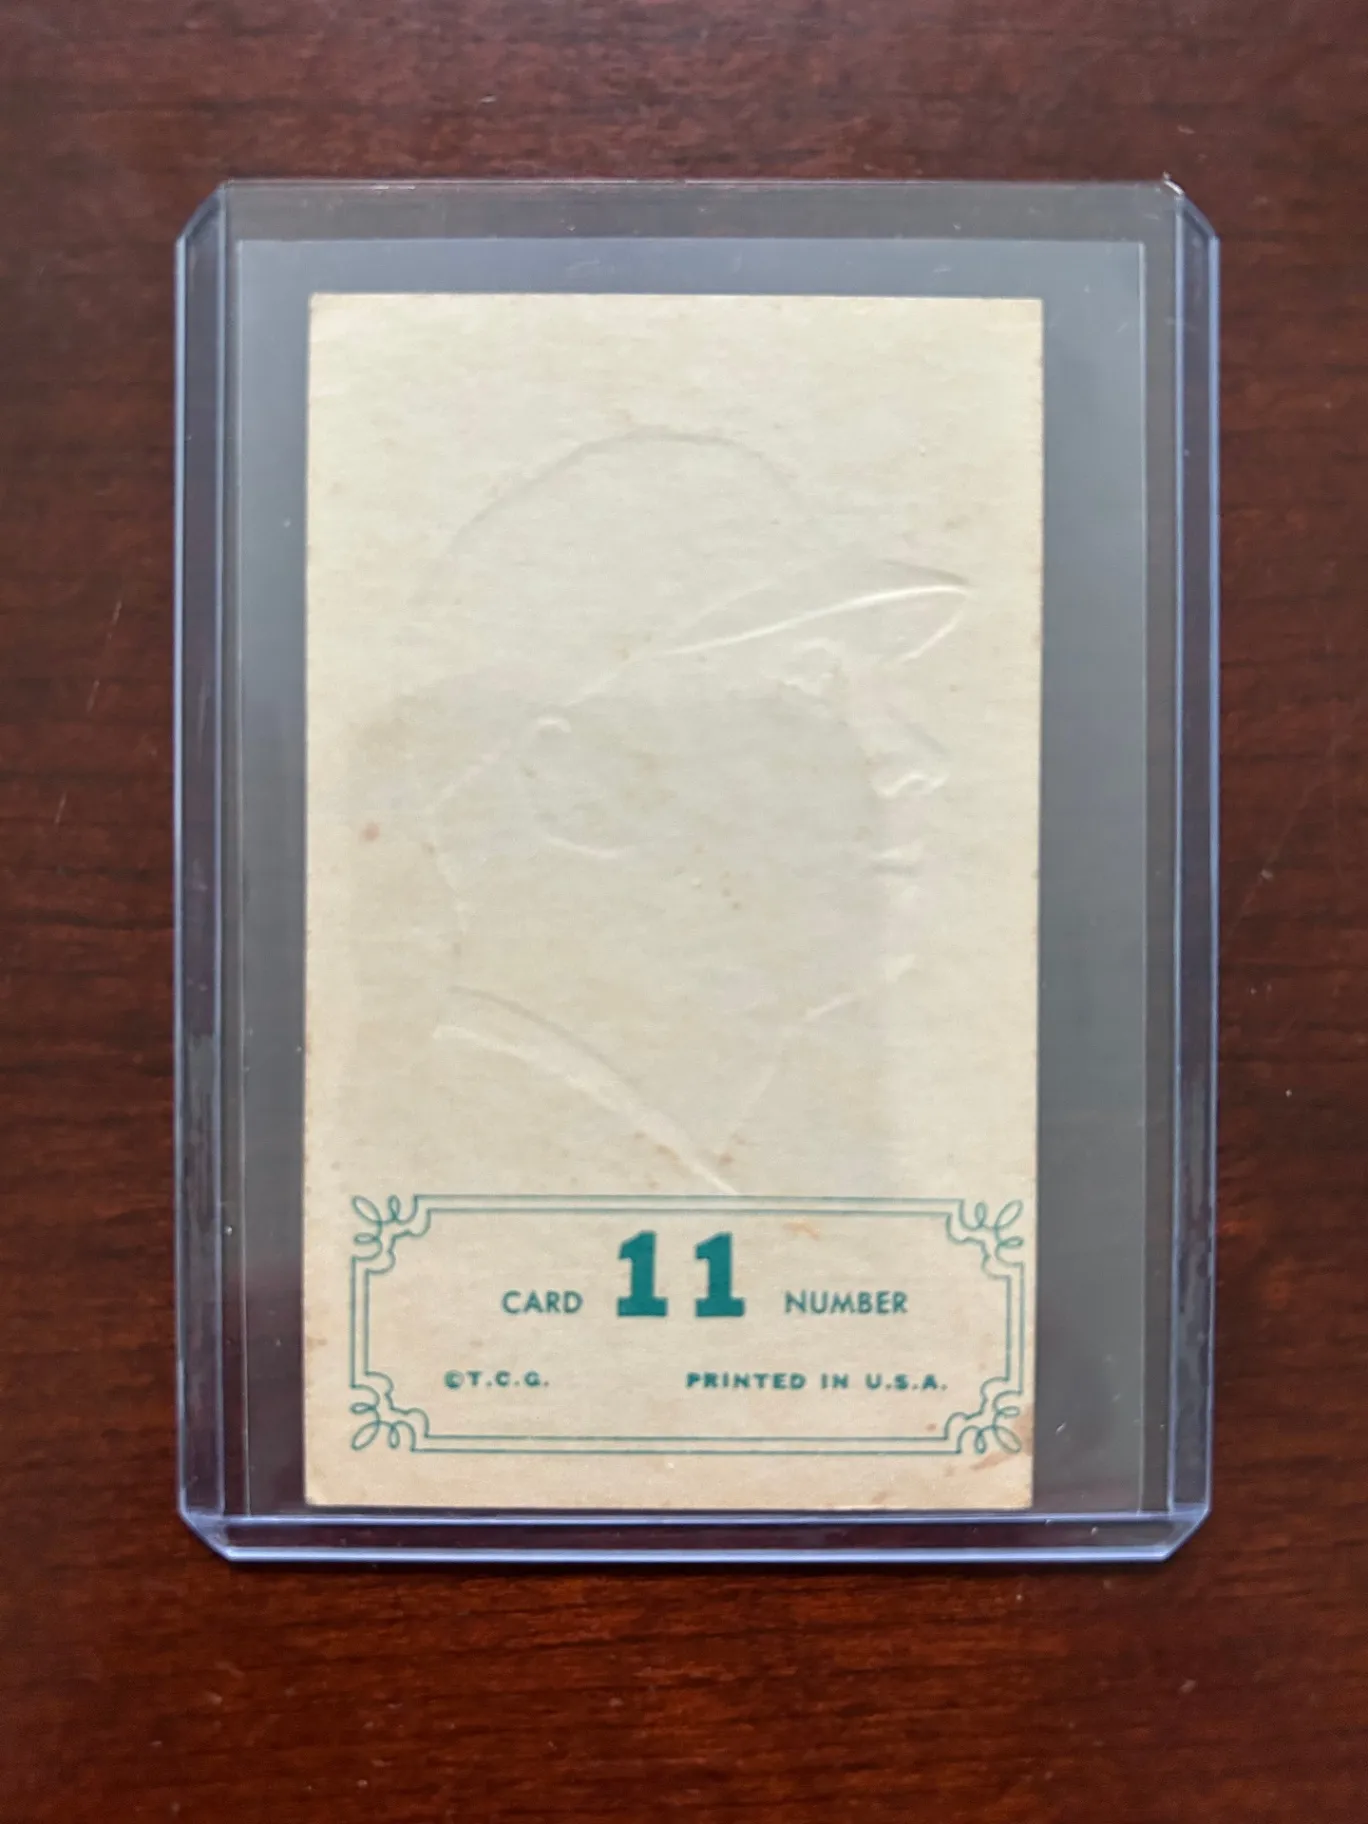 CARD 11 NUMBER
©T.C.G. PRINTED IN U.S.A.